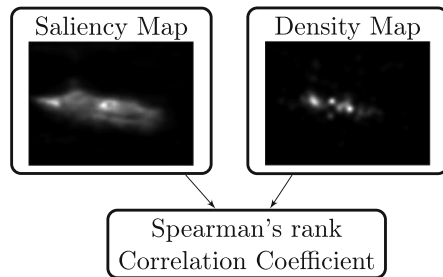 Saliency Map
Density Map
Spearman's rank
Correlation Coefficient